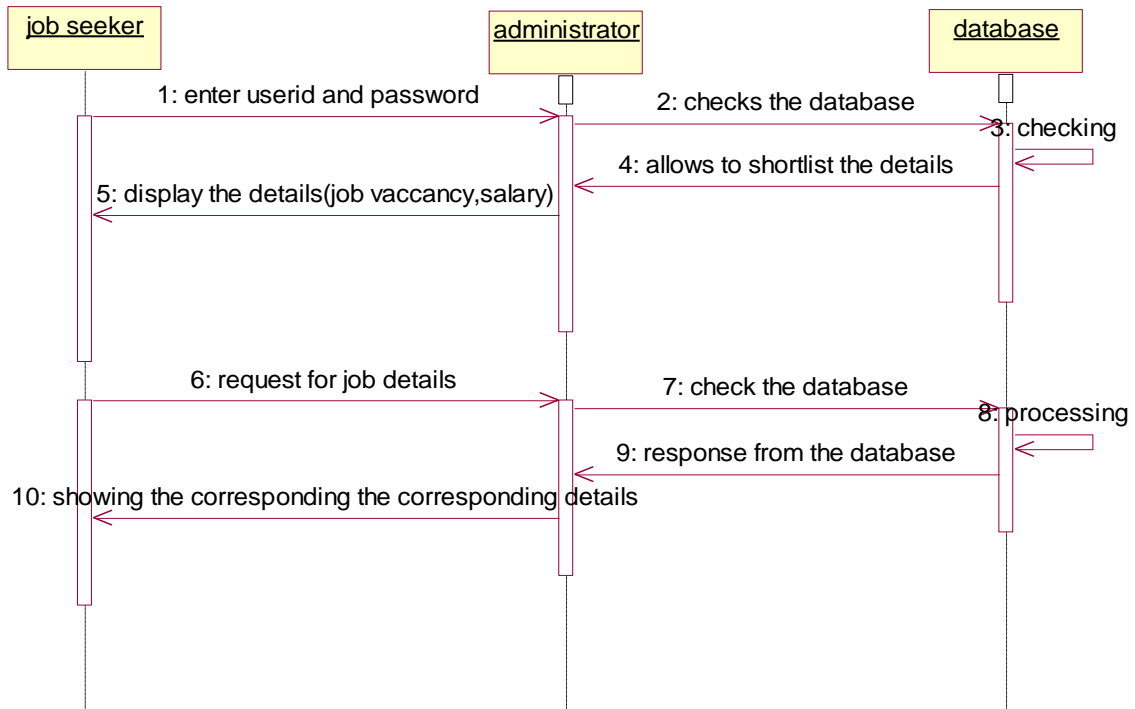 job seeker
administrator
database
1: enter userid and password
2: checks the database
3: checking
4: allows to shortlist the details
5: display the details(job vaccancy,salary)
6: request for job details
7: check the database
8: processing
9: response from the database
10: showing the corresponding the corresponding details